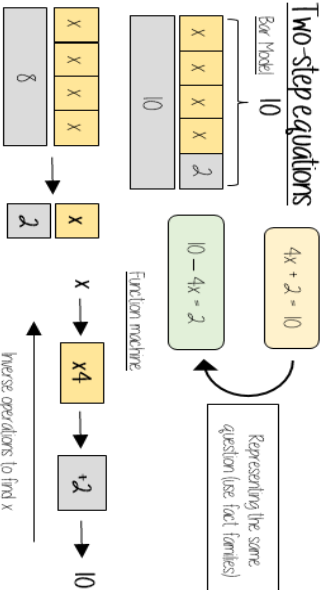 Two-step equations
Bar Model
10
x x x x 2
10
x x x x
8
x
2
4x + 2 = 10
10 - 4x = 2
Representing the same
question (use fact families)
Function machine
x
x4
+2
10
Inverse operations to find x